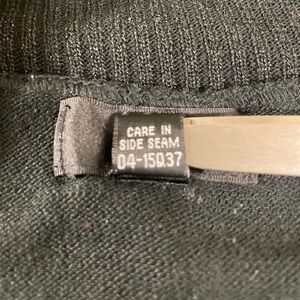 CARE IN
SIDE SEAM
04-15Q37